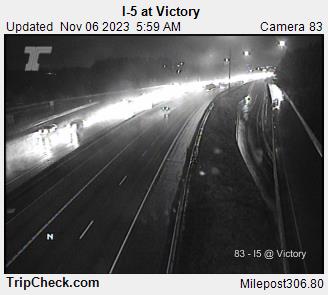 I-5 at Victory
Updated Nov 06 2023 5:59 AM Camera 83
T
N
83 - I5 @ Victory
TripCheck.com Milepost306.80